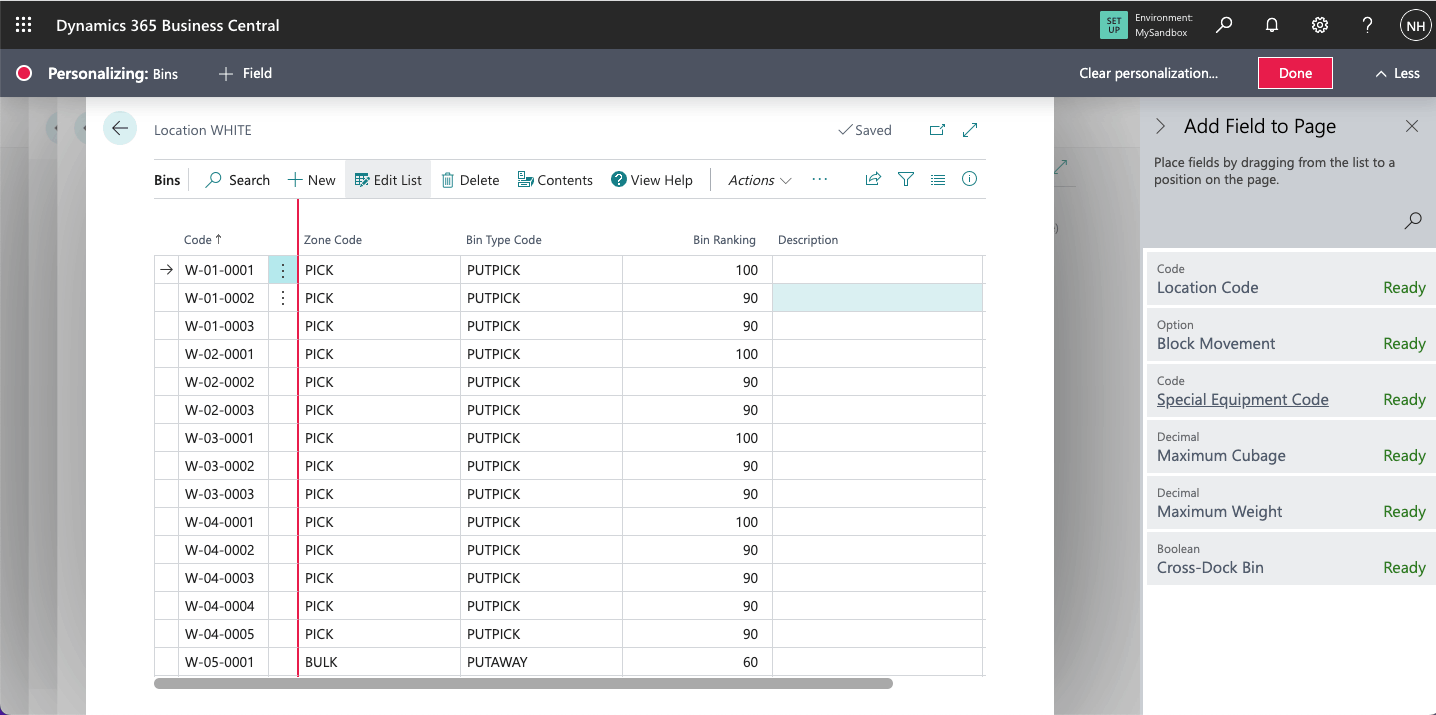 Dynamics 365 Business Central
SET UP
Environment:
MySandbox
?
NH
Personalizing: Bins
+ Field
Clear personalization...
Done
Less
Location WHITE
Saved
Bins
Search
New
Edit List
Delete
Contents
View Help
Actions
Code ↑ Zone Code Bin Type Code Bin Ranking Description
→ W-01-0001 PICK PUTPICK 100
W-01-0002 PICK PUTPICK 90
W-01-0003 PICK PUTPICK 90
W-02-0001 PICK PUTPICK 100
W-02-0002 PICK PUTPICK 90
W-02-0003 PICK PUTPICK 90
W-03-0001 PICK PUTPICK 100
W-03-0002 PICK PUTPICK 90
W-03-0003 PICK PUTPICK 90
W-04-0001 PICK PUTPICK 100
W-04-0002 PICK PUTPICK 90
W-04-0003 PICK PUTPICK 90
W-04-0004 PICK PUTPICK 90
W-04-0005 PICK PUTPICK 90
W-05-0001 BULK PUTAWAY 60
Add Field to Page
Place fields by dragging from the list to a
position on the page.
Code
Location Code Ready
Option
Block Movement Ready
Code
Special Equipment Code Ready
Decimal
Maximum Cubage Ready
Decimal
Maximum Weight Ready
Boolean
Cross-Dock Bin Ready